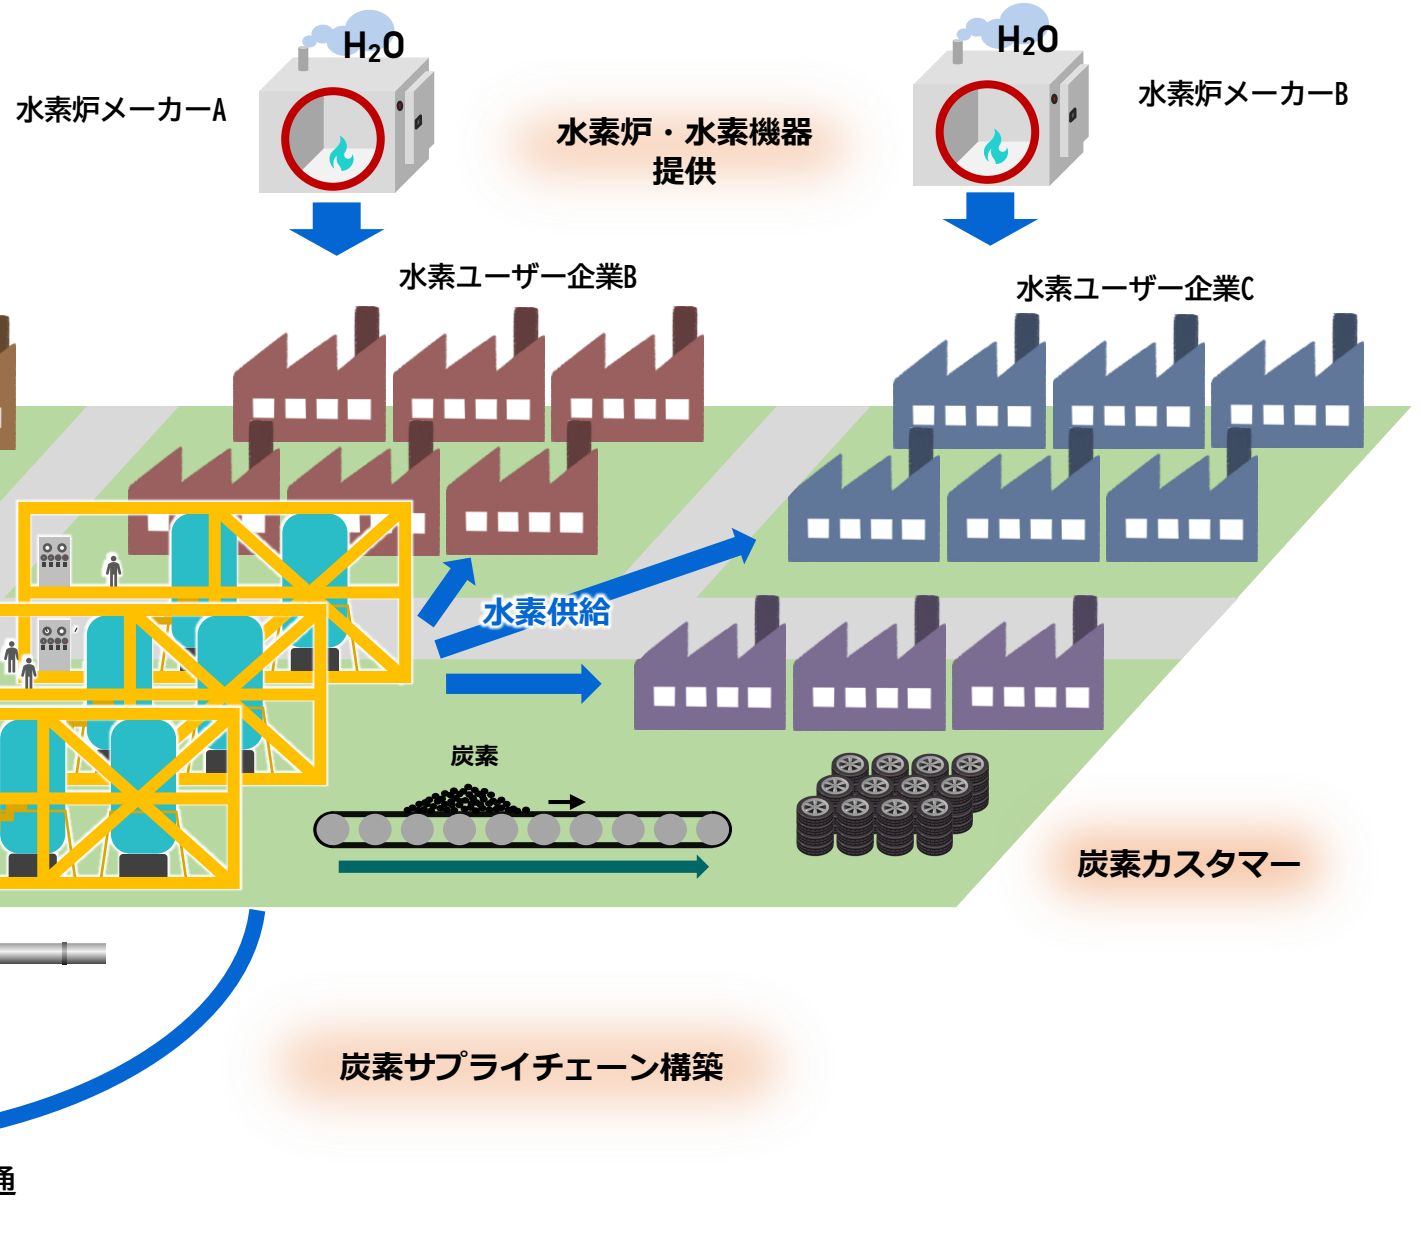 H₂O
H₂O
水素炉メーカーA
水素炉メーカーB
水素炉・水素機器
提供
水素ユーザー企業B
水素ユーザー企業C
水素供給
炭素
炭素カスタマー
炭素サプライチェーン構築
通